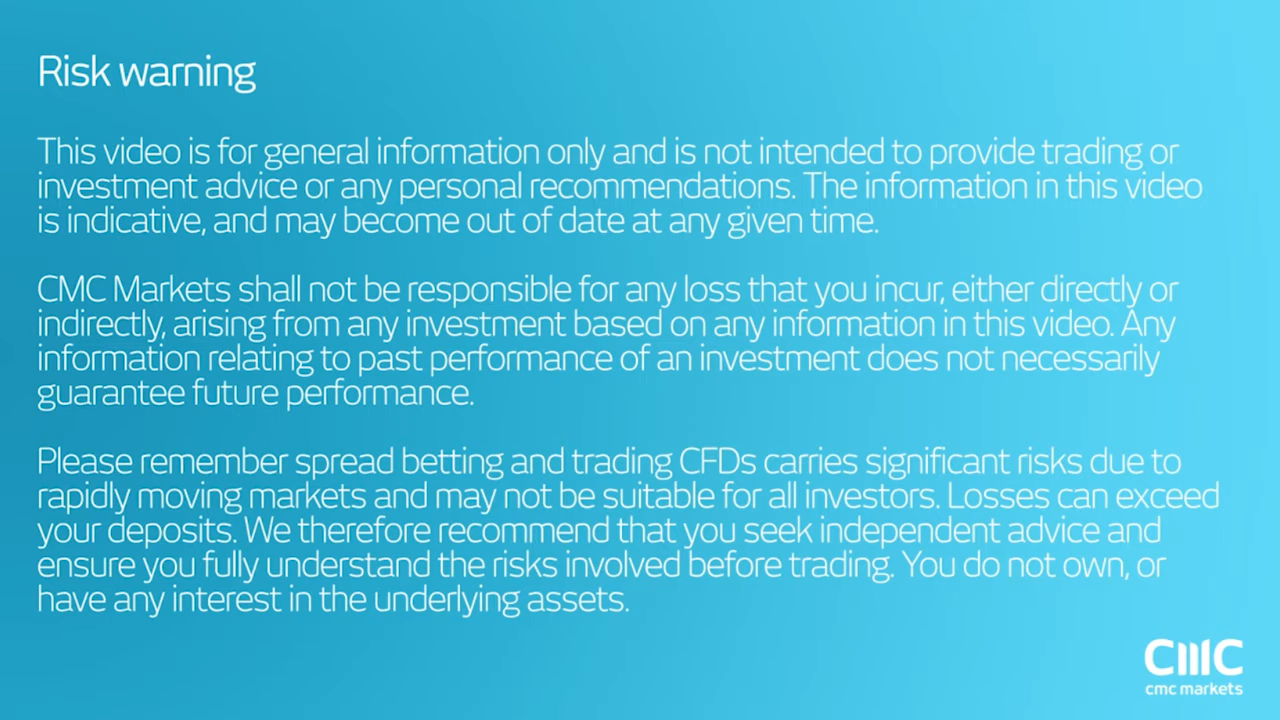 Risk warning
This video is for general information only and is not intended to provide trading or
investment advice or any personal recommendations. The information in this video
is indicative, and may become out of date at any given time.
CMC Markets shall not be responsible for any loss that you incur, either directly or
indirectly, arising from any investment based on any information in this video. Any
information relating to past performance of an investment does not necessarily
guarantee future performance.
Please remember spread betting and trading CFDs carries significant risks due to
rapidly moving markets and may not be suitable for all investors. Losses can exceed
your deposits. We therefore recommend that you seek independent advice and
ensure you fully understand the risks involved before trading. You do not own, or
have any interest in the underlying assets.
CMC
cmc markets